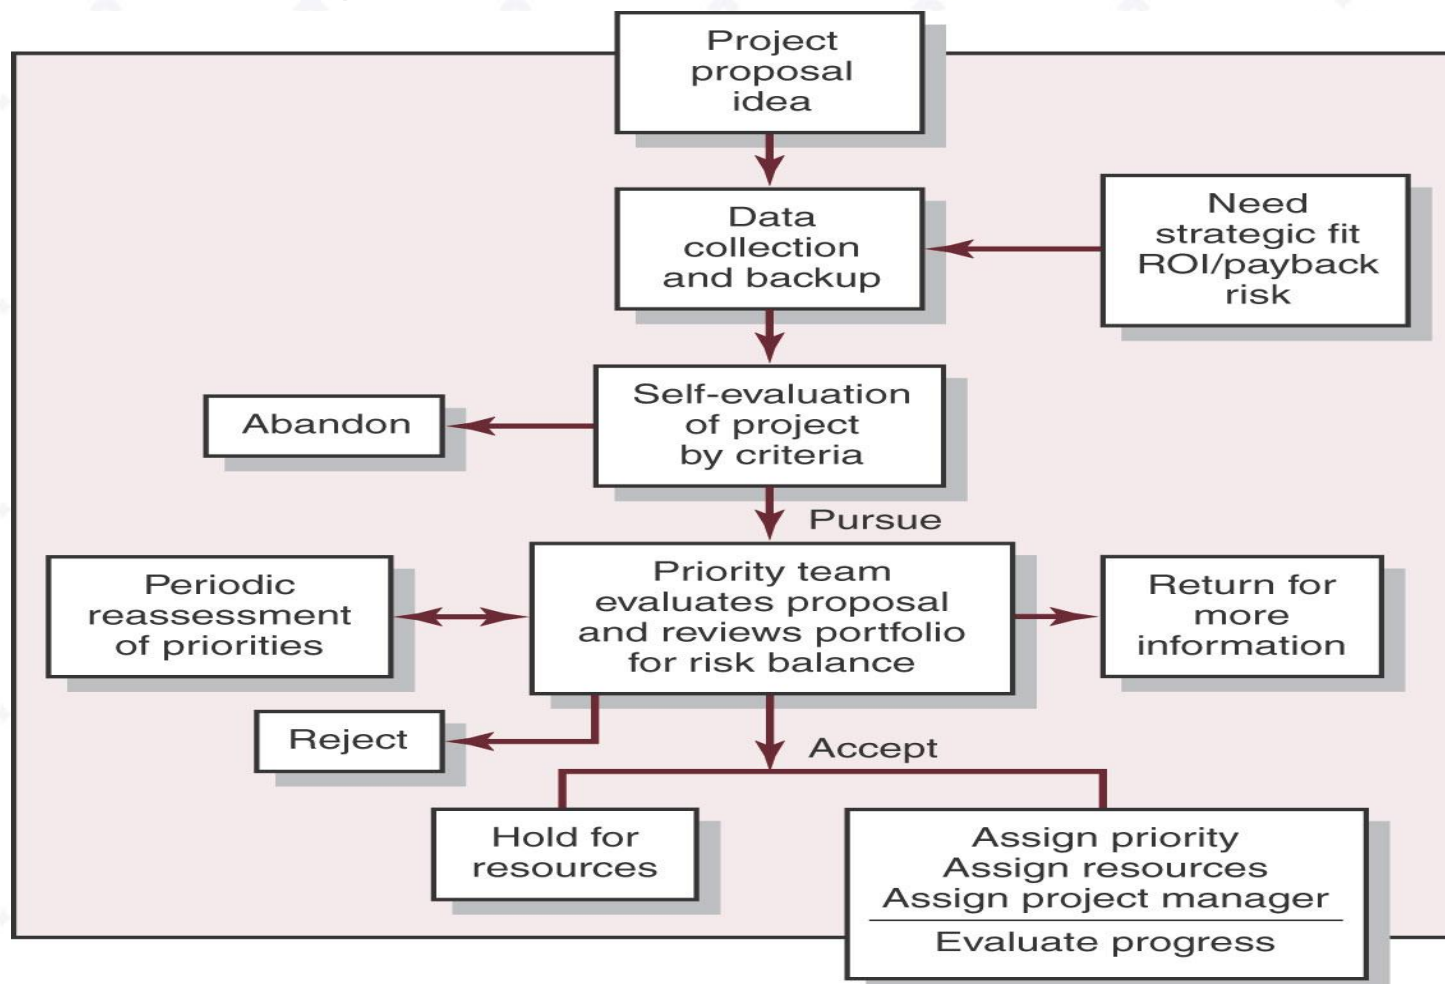 Project
proposal
idea
Data
collection
and backup
Need
strategic fit
ROI/payback
risk
Self-evaluation
of project
by criteria
Abandon
Pursue
Periodic
reassessment
of priorities
Priority team
evaluates proposal
and reviews portfolio
for risk balance
Return for
more
information
Reject
Accept
Hold for
resources
Assign priority
Assign resources
Assign project manager
Evaluate progress